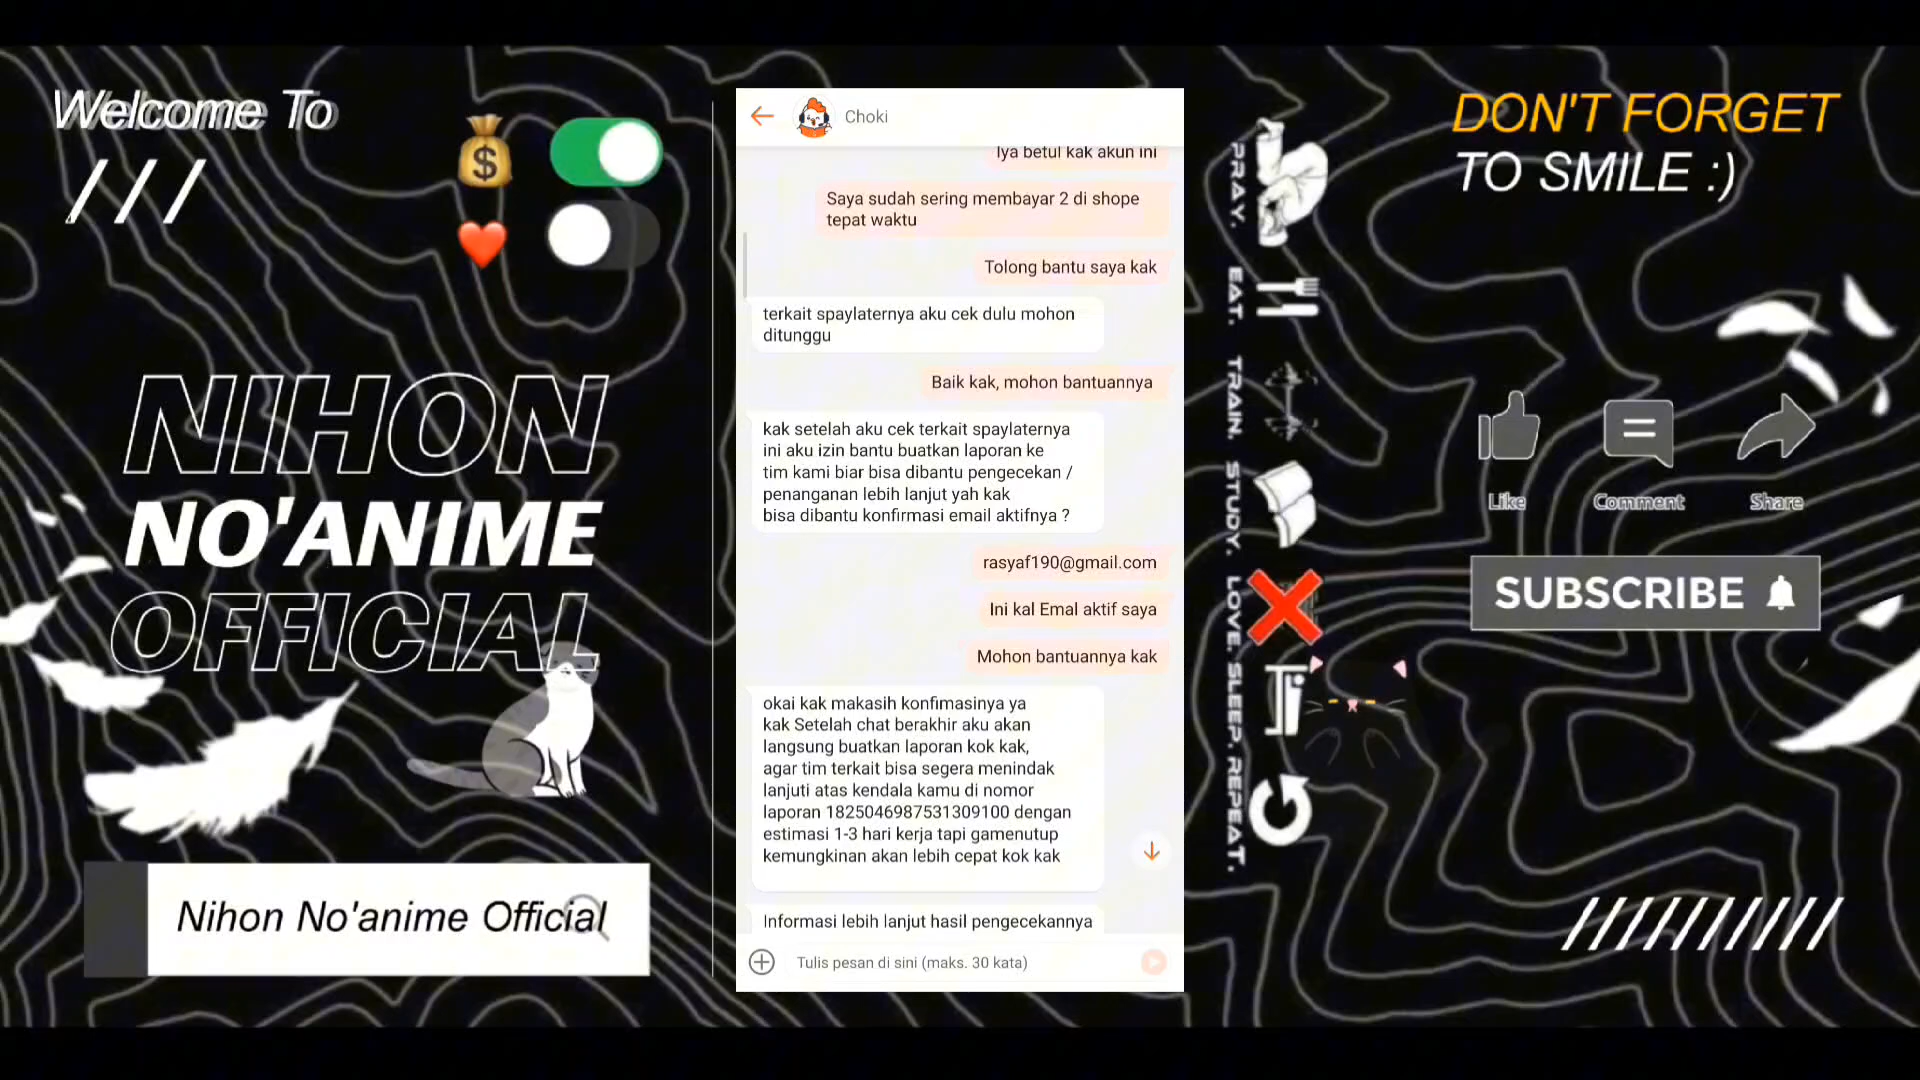 Welcome To
NIHON
NO'ANIME
OFFICIAL
Nihon No'anime Official
Choki
Iya betul kak akun ini
Saya sudah sering membayar 2 di shope
tepat waktu
Tolong bantu saya kak
terkait spaylaternya aku cek dulu mohon
ditunggu
Baik kak, mohon bantuannya
kak setelah aku cek terkait spaylaternya
ini aku izin bantu buatkan laporan ke
tim kami biar bisa dibantu pengecekan /
penanganan lebih lanjut yah kak
bisa dibantu konfirmasi email aktifnya ?
rasyaf190@gmail.com
Ini kal Emal aktif saya
Mohon bantuannya kak
okai kak makasih konfimasinya ya
kak Setelah chat berakhir aku akan
langsung buatkan laporan kok kak,
agar tim terkait bisa segera menindak
lanjuti atas kendala kamu di nomor
laporan 1825046987531309100 dengan
estimasi 1-3 hari kerja tapi gamenutup
kemungkinan akan lebih cepat kok kak
Informasi lebih lanjut hasil pengecekannya
Tulis pesan di sini (maks. 30 kata)
PRAY. EAT. TRAIN. STUDY. LOVE. SLEEP. REPEAT.
DON'T FORGET
TO SMILE :)
Like
Comment
Share
SUBSCRIBE